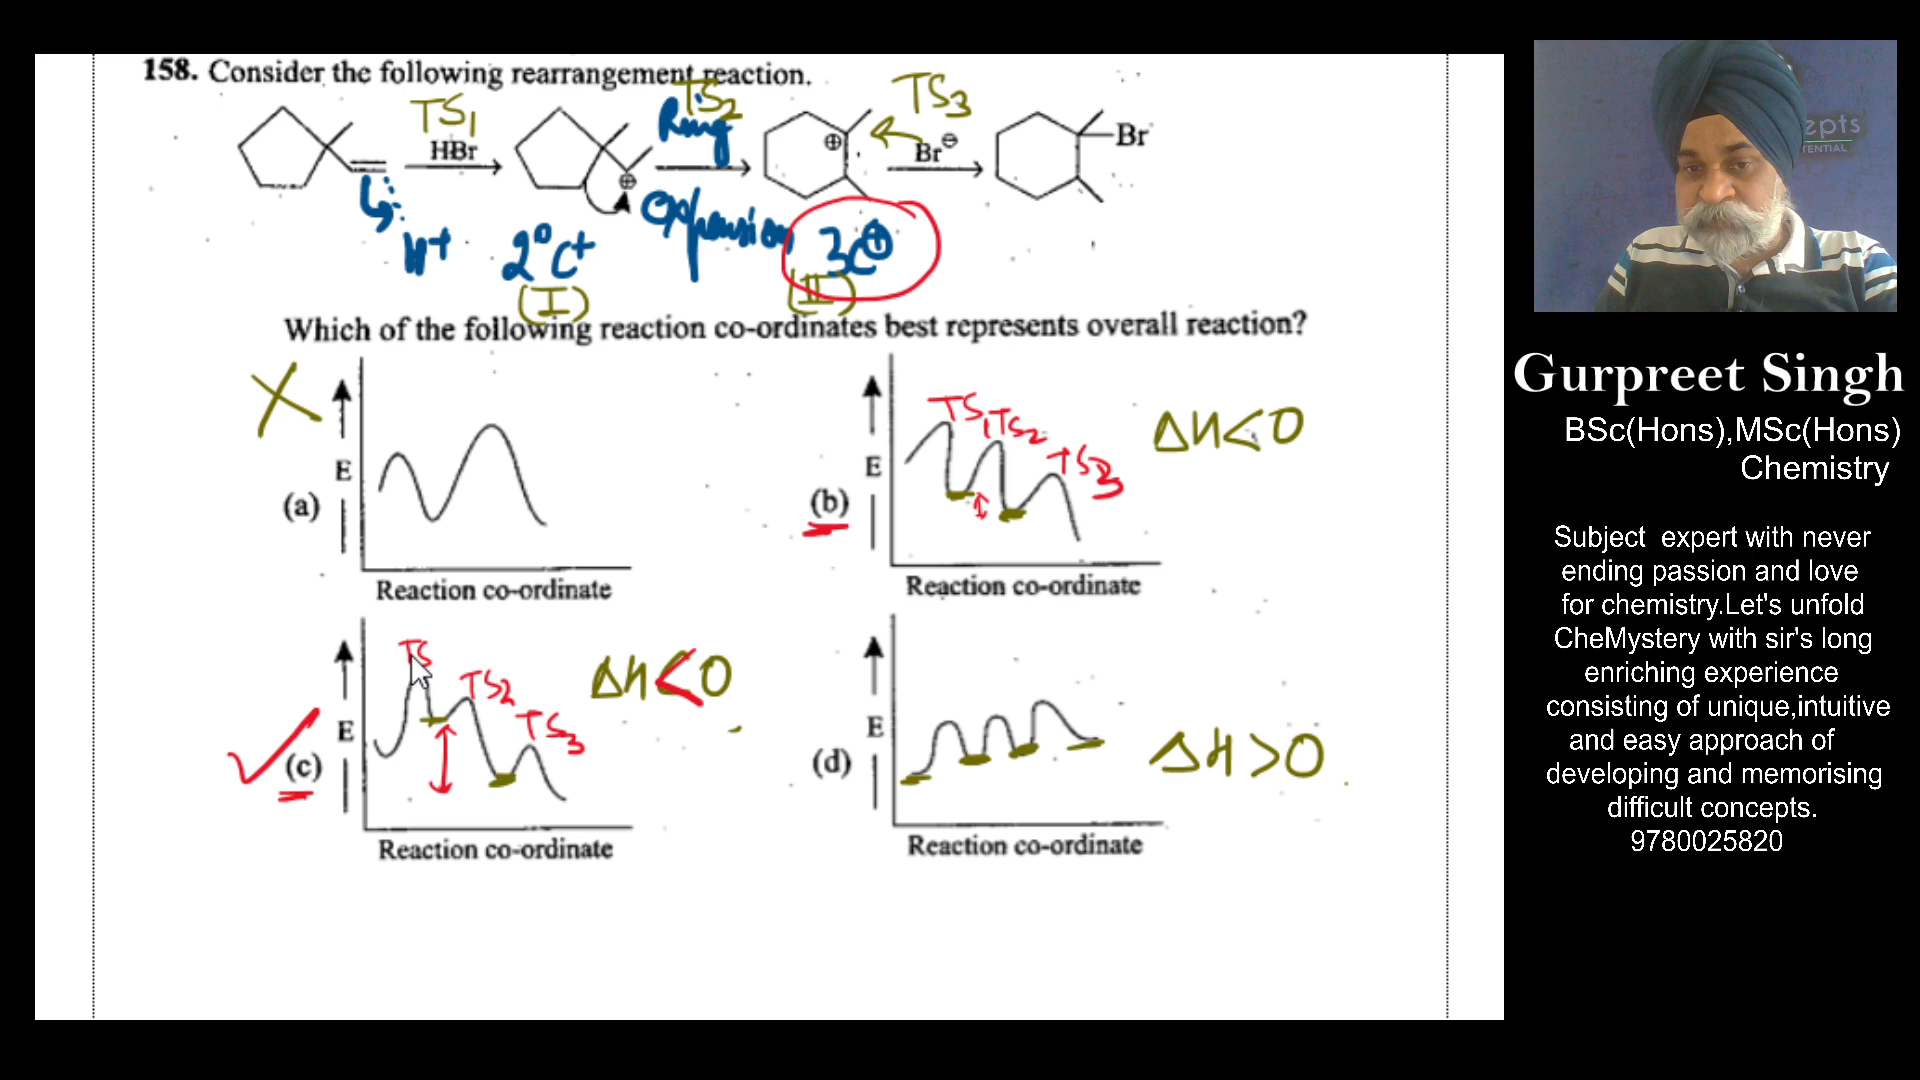 158. Consider the following rearrangement reaction.
TS1 TS2 TS3
HBr Ring Br⊖ Br
⊕ ⊕
H+ 2° C+ expansion 3C⊕
(I) (II)
Which of the following reaction co-ordinates best represents overall reaction?
X E
(a)
Reaction co-ordinate
TS1 TS2 TS3
ΔH<0
E
(b)
Reaction co-ordinate
TS TS2 TS3
ΔH<0
E
(c)
Reaction co-ordinate
E
(d)
ΔH>0
Reaction co-ordinate
epts
TENTIAL
Gurpreet Singh
BSc(Hons),MSc(Hons)
Chemistry
Subject expert with never
ending passion and love
for chemistry.Let's unfold
CheMystery with sir's long
enriching experience
consisting of unique,intuitive
and easy approach of
developing and memorising
difficult concepts.
9780025820